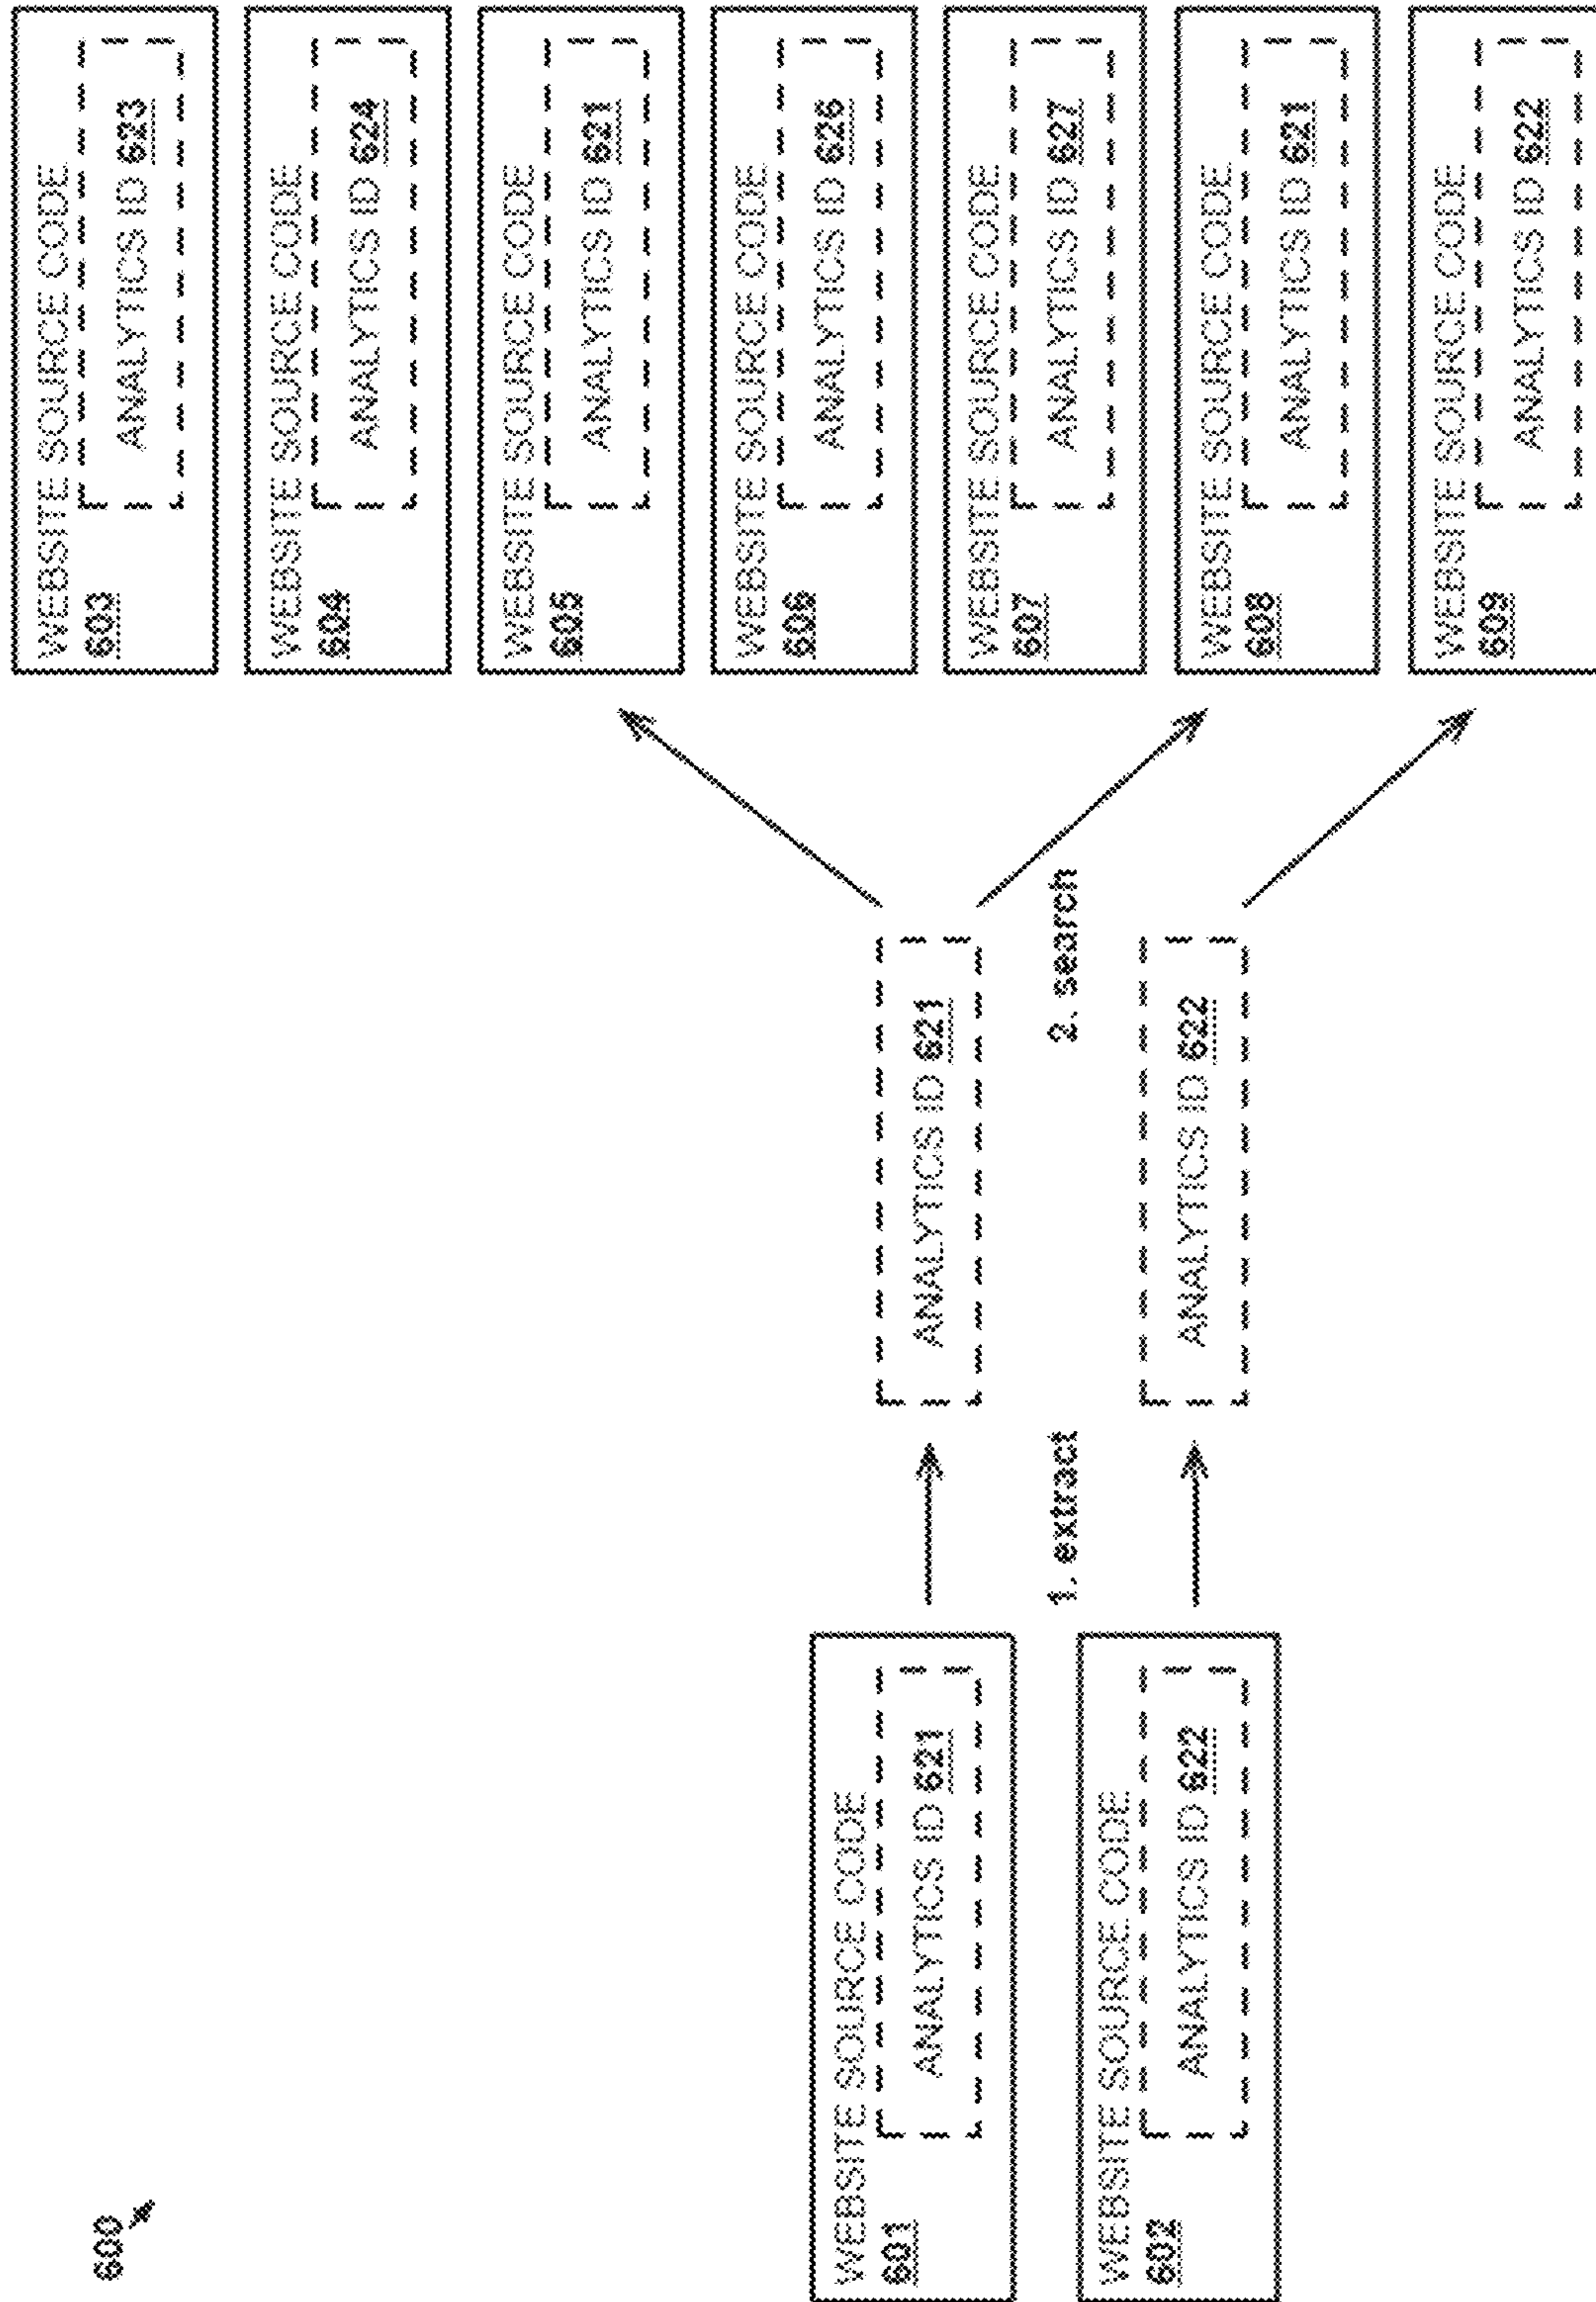 600
WEBSITE SOURCE CODE
601
ANALYTICS ID 621
WEBSITE SOURCE CODE
602
ANALYTICS ID 622
1. extract
ANALYTICS ID 621
ANALYTICS ID 622
2. search
WEBSITE SOURCE CODE
603
ANALYTICS ID 623
WEBSITE SOURCE CODE
604
ANALYTICS ID 624
WEBSITE SOURCE CODE
605
ANALYTICS ID 621
WEBSITE SOURCE CODE
606
ANALYTICS ID 626
WEBSITE SOURCE CODE
607
ANALYTICS ID 627
WEBSITE SOURCE CODE
608
ANALYTICS ID 621
WEBSITE SOURCE CODE
609
ANALYTICS ID 622